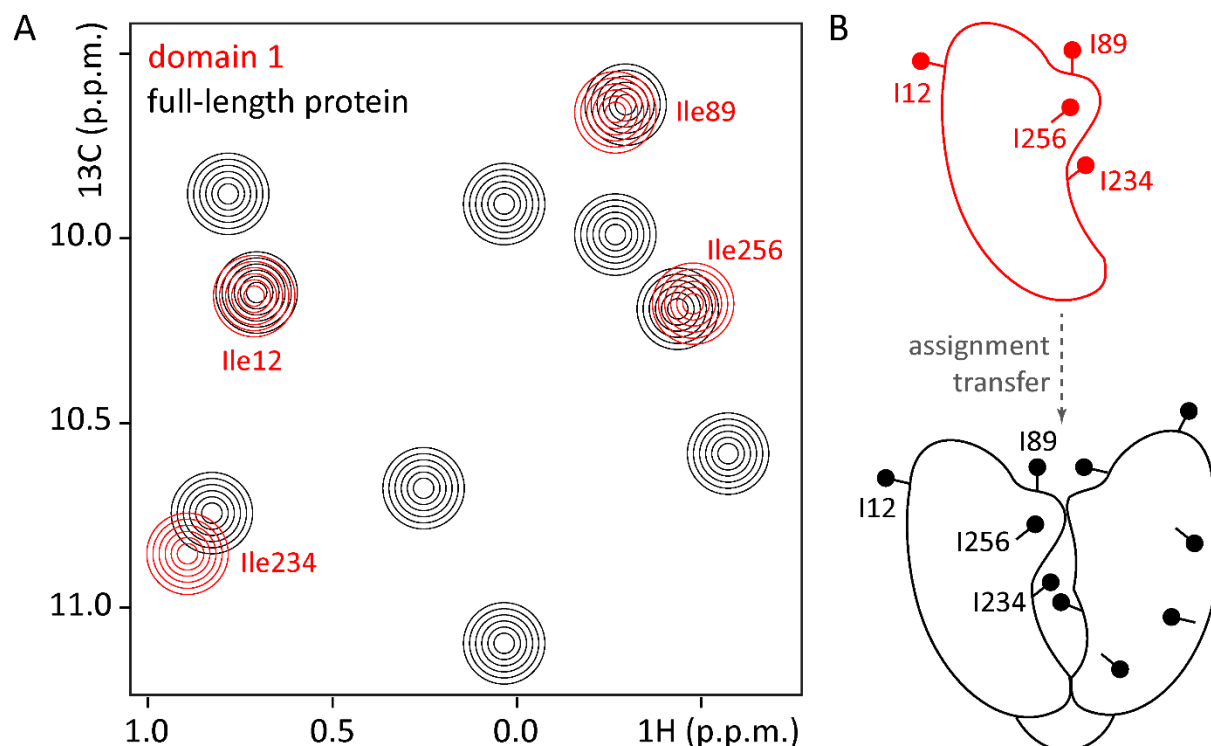 A
domain 1
full-length protein
Ile89
Ile256
Ile12
Ile234
13C (p.p.m.)
10.0
10.5
11.0
1.0
0.5
0.0
1H (p.p.m.)
B
I89
I12
I256
I234
assignment
transfer
I89
I12
I256
I234